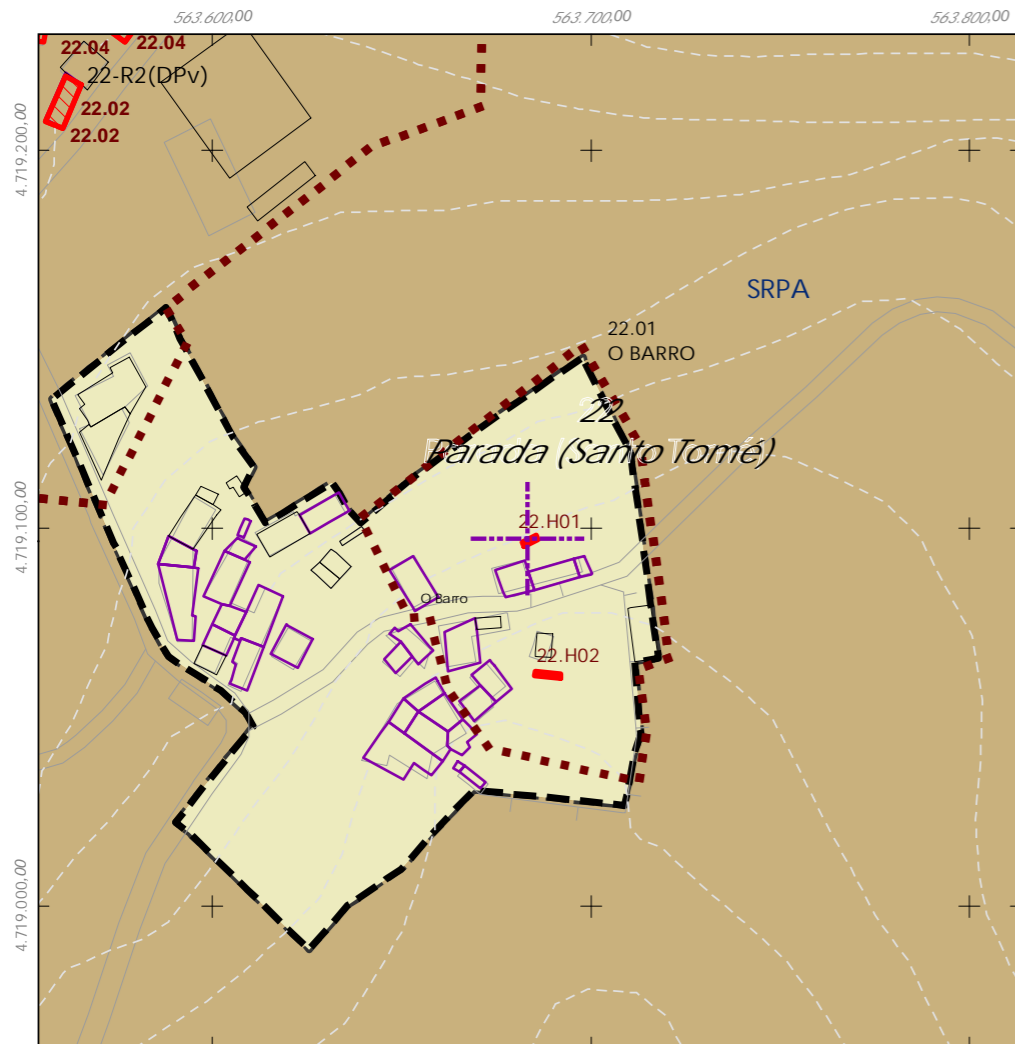 563.600,00
563.700,00
563.800,00
22.04
22.04
22-R2(DPv)
22.02
22.02
4.719.200,00
SRPA
22.01
O BARRO
22
Parada (Santo Tomé)
22.H01
4.719.100,00
O Barro
22.H02
4.719.000,00